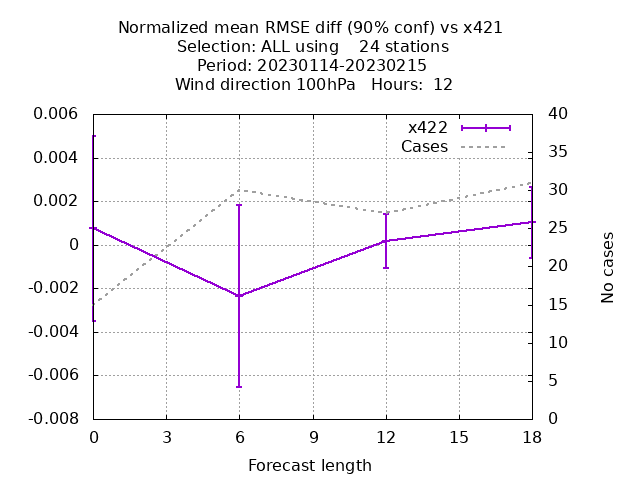 Normalized mean RMSE diff (90% conf) vs x421
Selection: ALL using    24 stations
Period: 20230114-20230215
Wind direction 100hPa   Hours:  12
0.006
0.004
0.002
0
-0.002
-0.004
-0.006
-0.008
x422
Cases
40
35
30
25
20
15
10
5
0
No cases
0 3 6 9 12 15 18
Forecast length